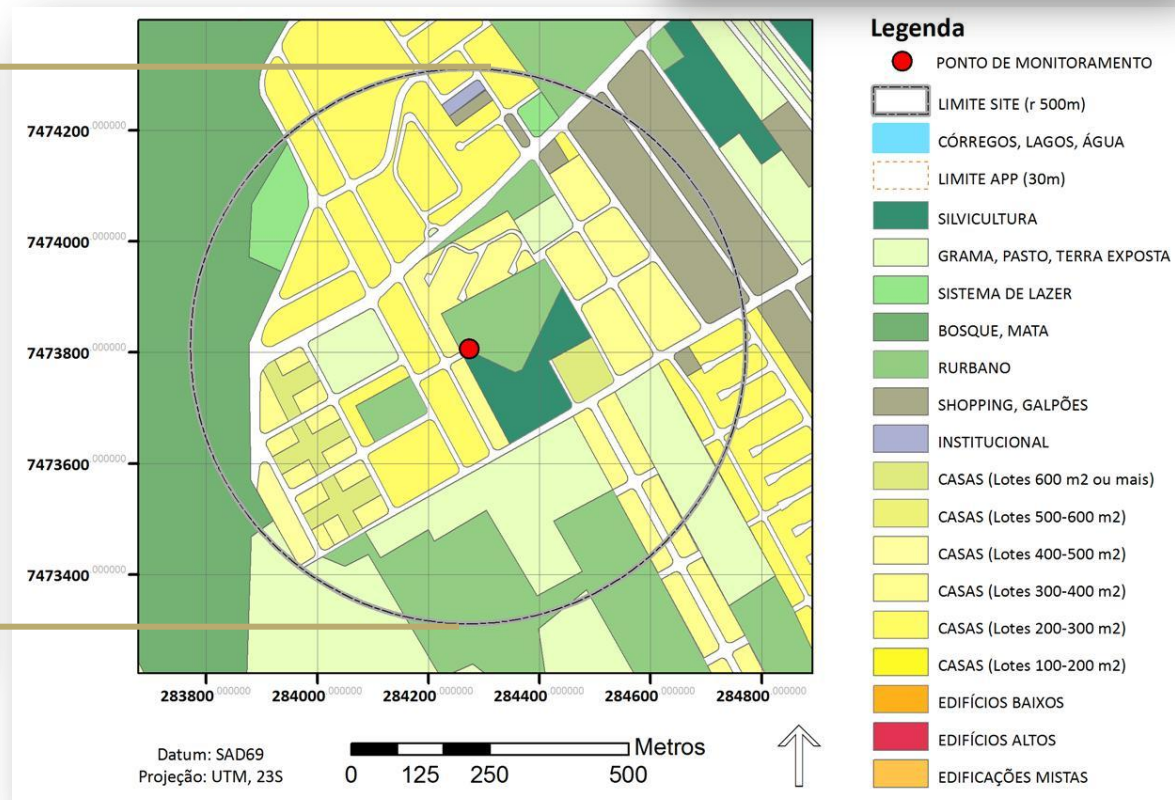 Legenda
PONTO DE MONITORAMENTO
LIMITE SITE (r 500m)
CÓRREGOS, LAGOS, ÁGUA
LIMITE APP (30m)
SILVICULTURA
GRAMA, PASTO, TERRA EXPOSTA
SISTEMA DE LAZER
BOSQUE, MATA
RURBANO
SHOPPING, GALPÕES
INSTITUCIONAL
CASAS (Lotes 600 m2 ou mais)
CASAS (Lotes 500-600 m2)
CASAS (Lotes 400-500 m2)
CASAS (Lotes 300-400 m2)
CASAS (Lotes 200-300 m2)
CASAS (Lotes 100-200 m2)
EDIFÍCIOS BAIXOS
EDIFÍCIOS ALTOS
EDIFICAÇÕES MISTAS
7474200,000000
7474000,000000
7473800,000000
7473600,000000
7473400,000000
283800,000000 284000,000000 284200,000000 284400,000000 284600,000000 284800,000000
Datum: SAD69
Projeção: UTM, 23S
Metros
0 125 250 500